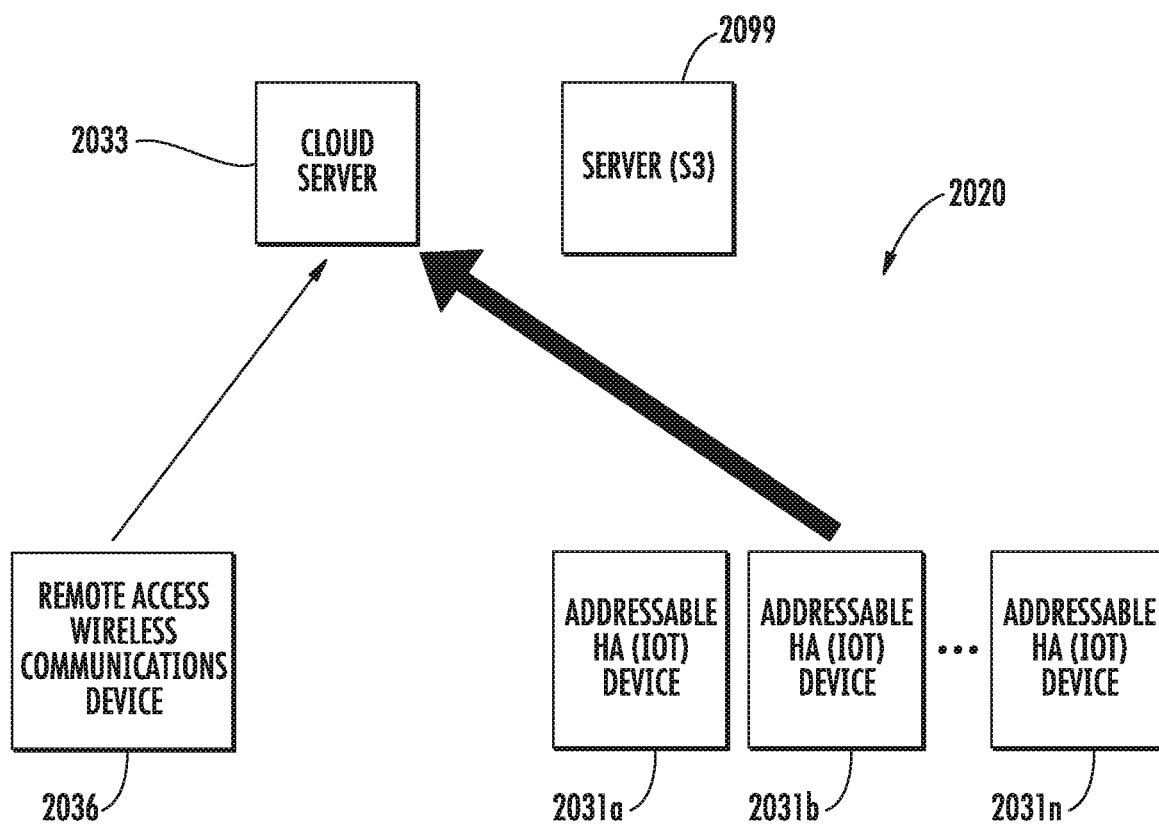 2099
2033
CLOUD
SERVER
SERVER (S3)
2020
REMOTE ACCESS
WIRELESS
COMMUNICATIONS
DEVICE
ADDRESSABLE
HA (IOT)
DEVICE
ADDRESSABLE
HA (IOT)
DEVICE
•••
ADDRESSABLE
HA (IOT)
DEVICE
2036
2031a
2031b
2031n